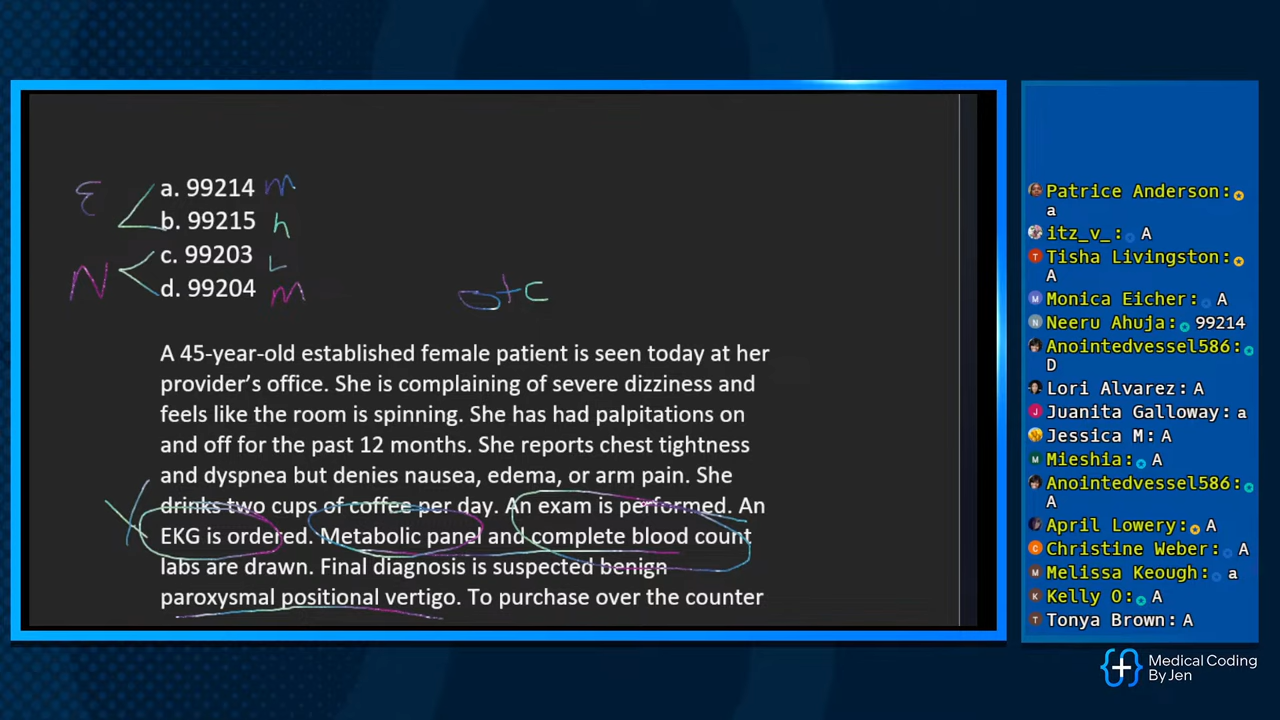 ε
a. 99214 m
b. 99215 h
N
c. 99203 L
d. 99204 m
otc
A 45-year-old established female patient is seen today at her
provider's office. She is complaining of severe dizziness and
feels like the room is spinning. She has had palpitations on
and off for the past 12 months. She reports chest tightness
and dyspnea but denies nausea, edema, or arm pain. She
drinks two cups of coffee per day. An exam is performed. An
EKG is ordered. Metabolic panel and complete blood count
labs are drawn. Final diagnosis is suspected benign
paroxysmal positional vertigo. To purchase over the counter
Patrice Anderson:
a
itz_v_: A
Tisha Livingston:
A
Monica Eicher: A
Neeru Ahuja: 99214
Anointedvessel586:
D
Lori Alvarez: A
Juanita Galloway: a
Jessica M: A
Mieshia: A
Anointedvessel586:
A
April Lowery: A
Christine Weber: A
Melissa Keough: a
Kelly O: A
Tonya Brown: A
Medical Coding
By Jen